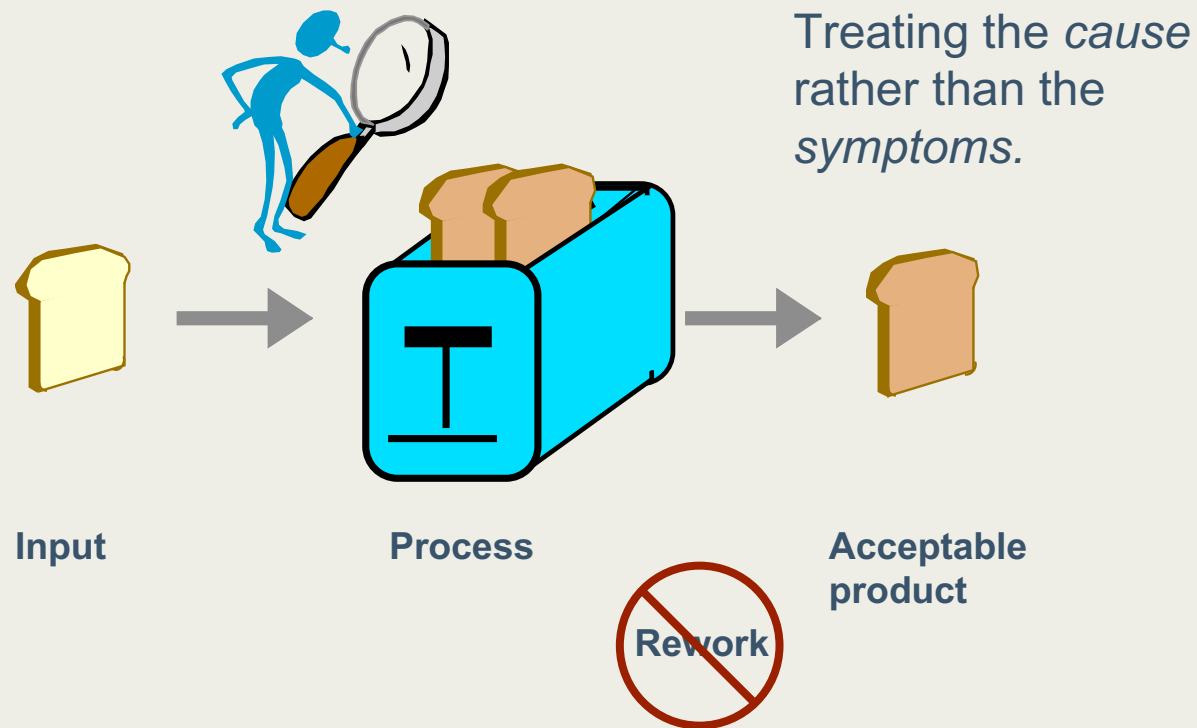 Treating the cause
rather than the
symptoms.
Input
Process
Acceptable
product
Rework